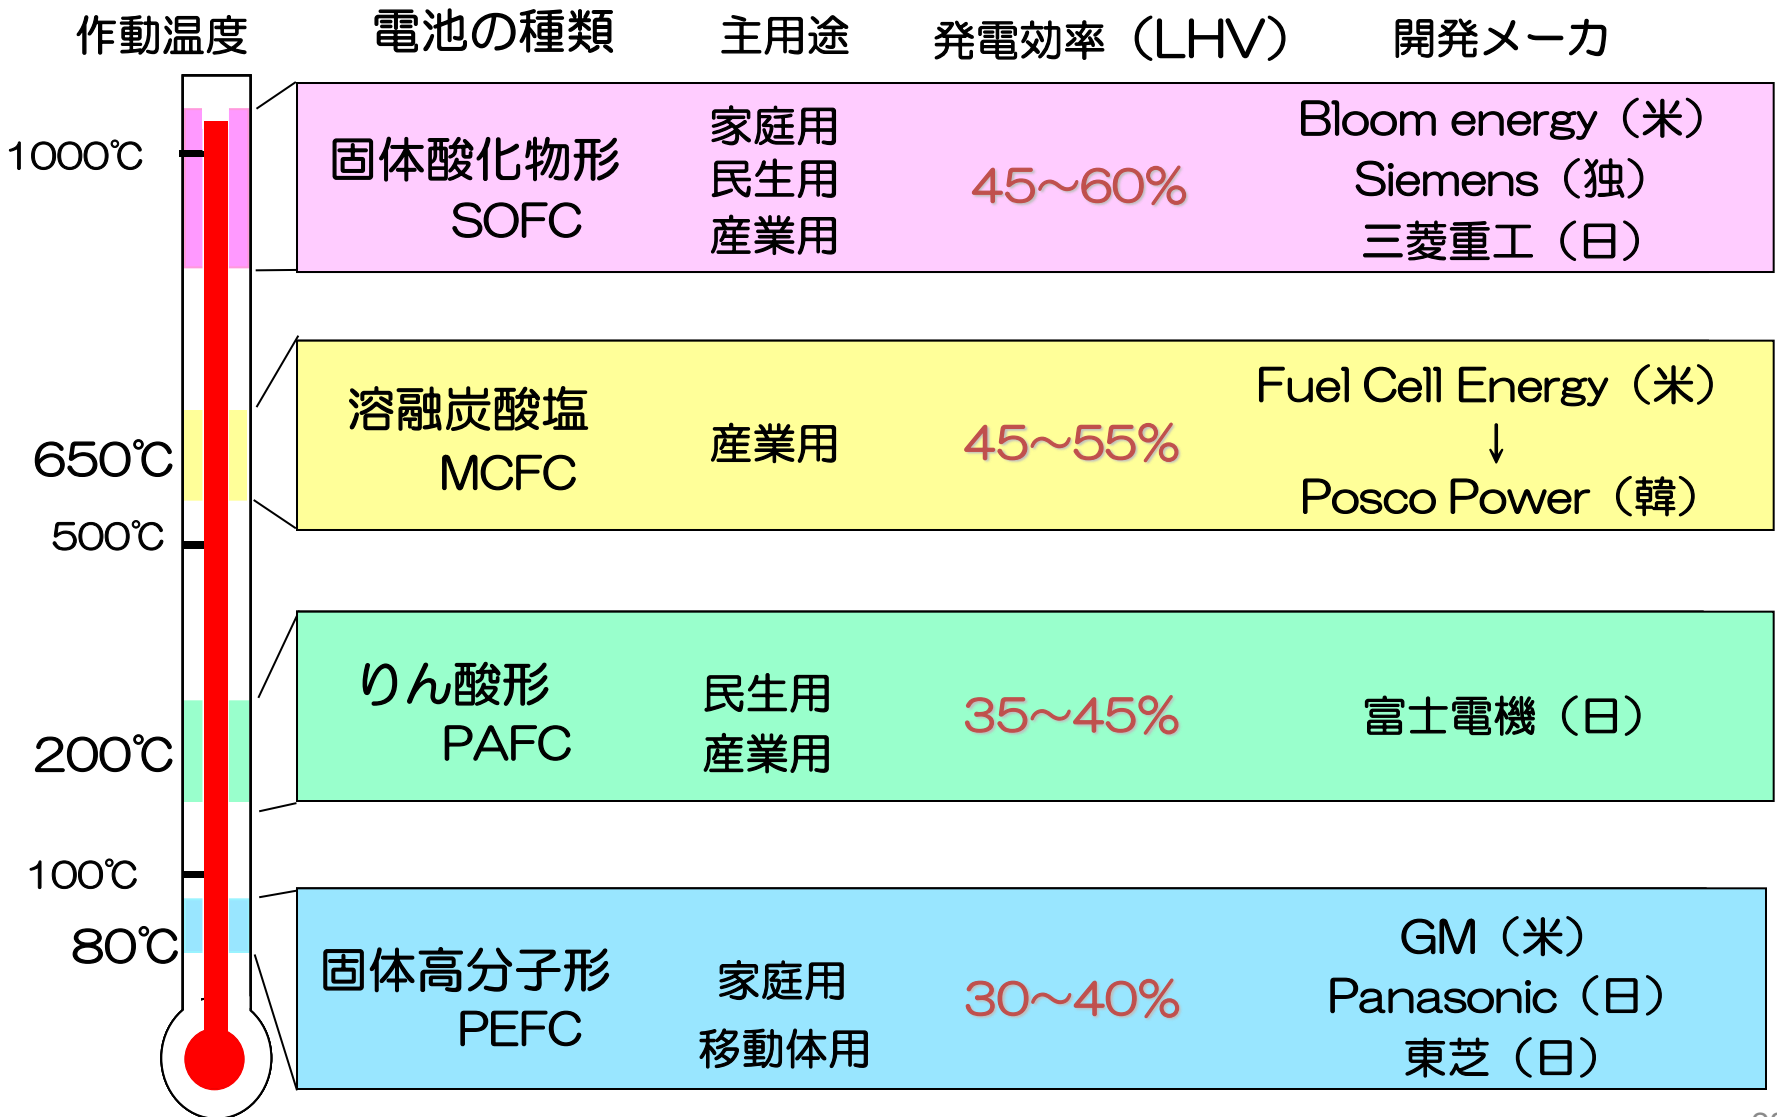 作動温度
電池の種類
主用途
発電効率（LHV）
開発メーカ
1000℃
固体酸化物形
SOFC
家庭用
民生用
産業用
45～60%
Bloom energy（米）
Siemens（独）
三菱重工（日）
650℃
500℃
溶融炭酸塩
MCFC
産業用
45～55%
Fuel Cell Energy（米）
↓
Posco Power（韓）
200℃
りん酸形
PAFC
民生用
産業用
35～45%
富士電機（日）
100℃
80℃
固体高分子形
PEFC
家庭用
移動体用
30～40%
GM（米）
Panasonic（日）
東芝（日）